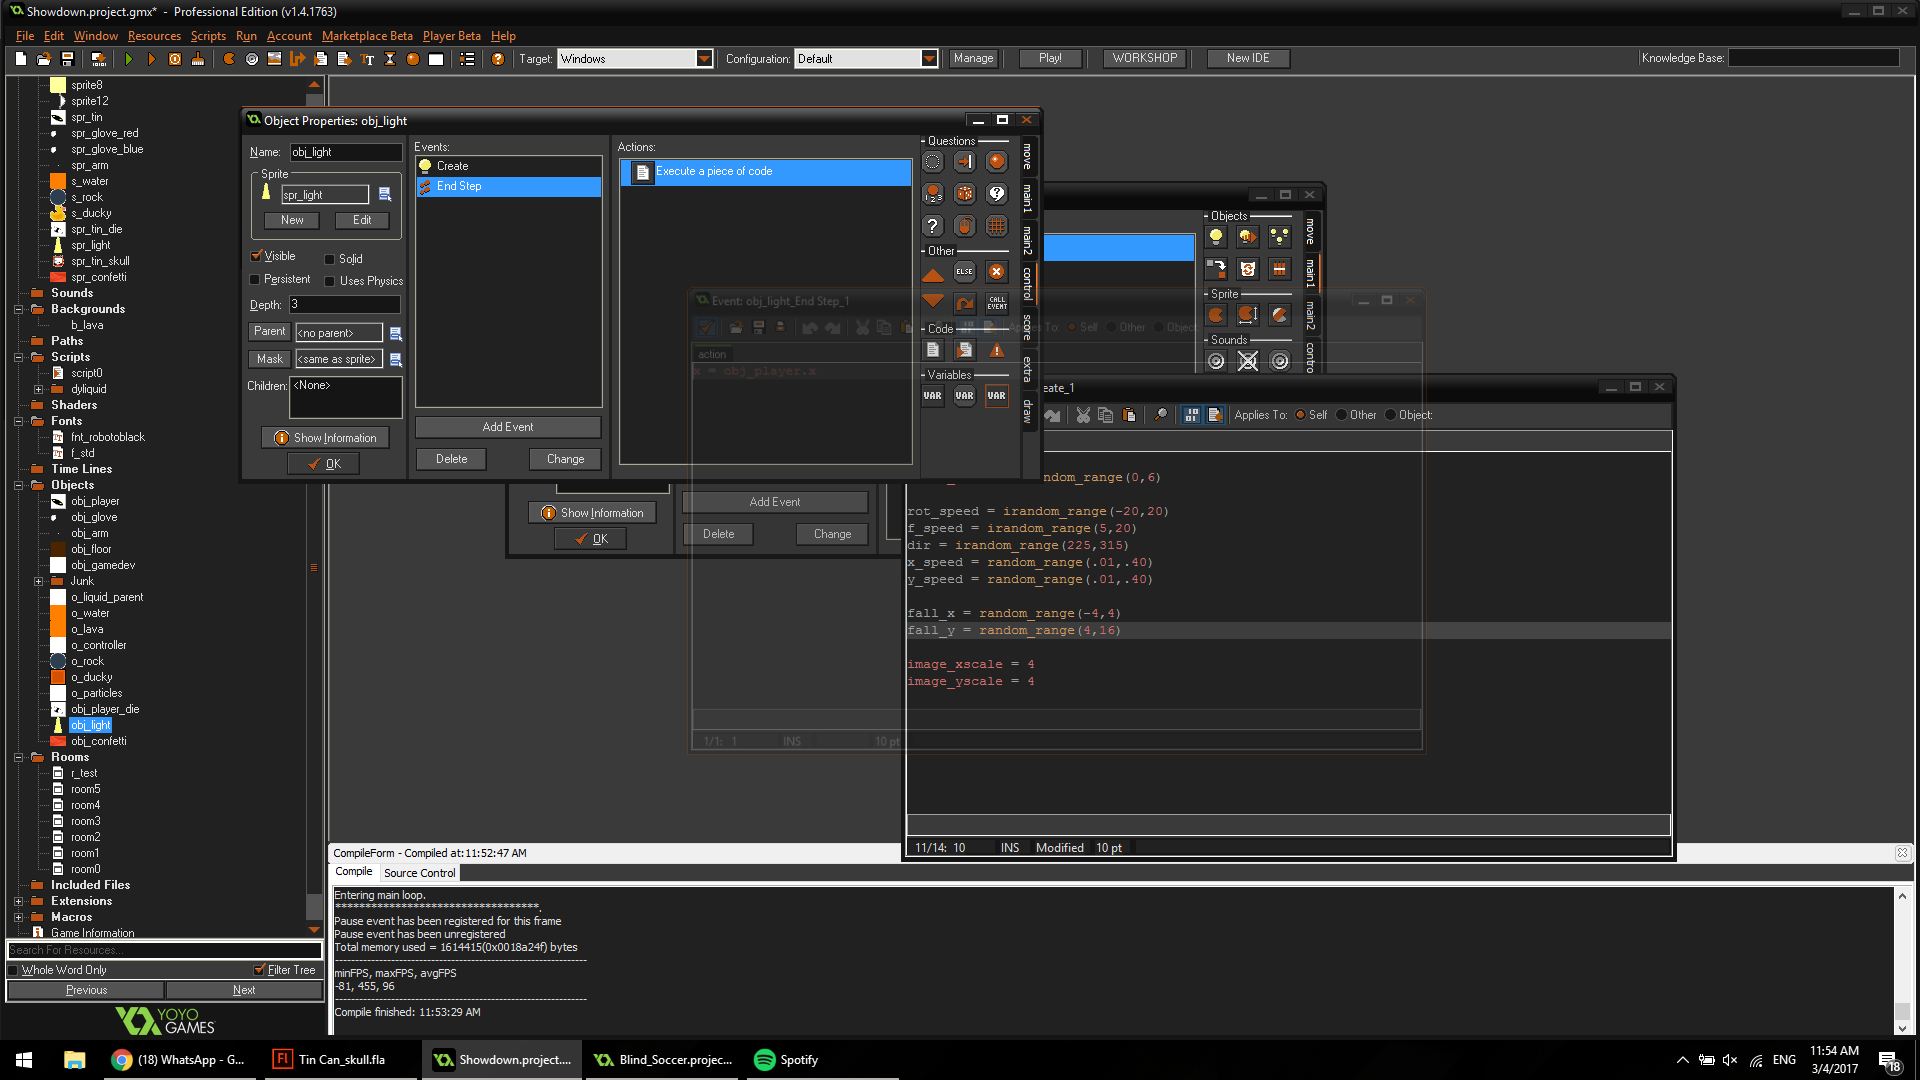 Showdown.project.gmx* - Professional Edition (v1.4.1763)
File Edit Window Resources Scripts Run Account Marketplace Beta Player Beta Help
Target: Windows Configuration: Default Manage Play! WORKSHOP New IDE Knowledge Base:
sprite8
sprite12
spr_tin
spr_glove_red
spr_glove_blue
spr_arm
s_water
s_rock
s_ducky
spr_tin_die
spr_light
spr_tin_skull
spr_confetti
Sounds
Backgrounds
b_lava
Paths
Scripts
script0
dyliquid
Shaders
Fonts
fnt_robotoblack
f_std
Time Lines
Objects
obj_player
obj_glove
obj_arm
obj_floor
obj_gamedev
Junk
o_liquid_parent
o_water
o_lava
o_controller
o_rock
o_ducky
o_particles
obj_player_die
obj_light
obj_confetti
Rooms
r_test
room5
room4
room3
room2
room1
room0
Included Files
Extensions
Macros
Game Information
Search For Resources...
Whole Word Only Filter Tree
Previous Next
YOYO GAMES
Object Properties: obj_light
Name: obj_light
Sprite
spr_light
New Edit
Visible Solid
Persistent Uses Physics
Depth: 3
Parent <no parent>
Mask <same as sprite>
Children: <None>
Show Information
OK
Events:
Create
End Step
Add Event
Delete Change
Actions:
Execute a piece of code
Questions
Other
ELSE
CALL EVENT
Code
Variables
VAR VAR VAR
move
main1
main2
control
score
extra
draw
Event: obj_light_End Step_1
Applies To: Self Other Object:
action
x = obj_player.x
1/1: 1 INS 10 pt
Objects
Sprite
Sounds
move
main1
main2
Show Information
OK
Add Event
Delete Change
eate_1
Applies To: Self Other Object:
ndom_range(0,6)
rot_speed = irandom_range(-20,20)
f_speed = irandom_range(5,20)
dir = irandom_range(225,315)
x_speed = random_range(.01,.40)
y_speed = random_range(.01,.40)
fall_x = random_range(-4,4)
fall_y = random_range(4,16)
image_xscale = 4
image_yscale = 4
11/14: 10 INS Modified 10 pt
CompileForm - Compiled at:11:52:47 AM
Compile Source Control
Entering main loop.
************************************.
Pause event has been registered for this frame
Pause event has been unregistered
Total memory used = 1614415(0x0018a24f) bytes
minFPS, maxFPS, avgFPS
-81, 455, 96
Compile finished: 11:53:29 AM
(18) WhatsApp - G... Tin Can_skull.fla Showdown.project.... Blind_Soccer.projec... Spotify
ENG
11:54 AM
3/4/2017
18